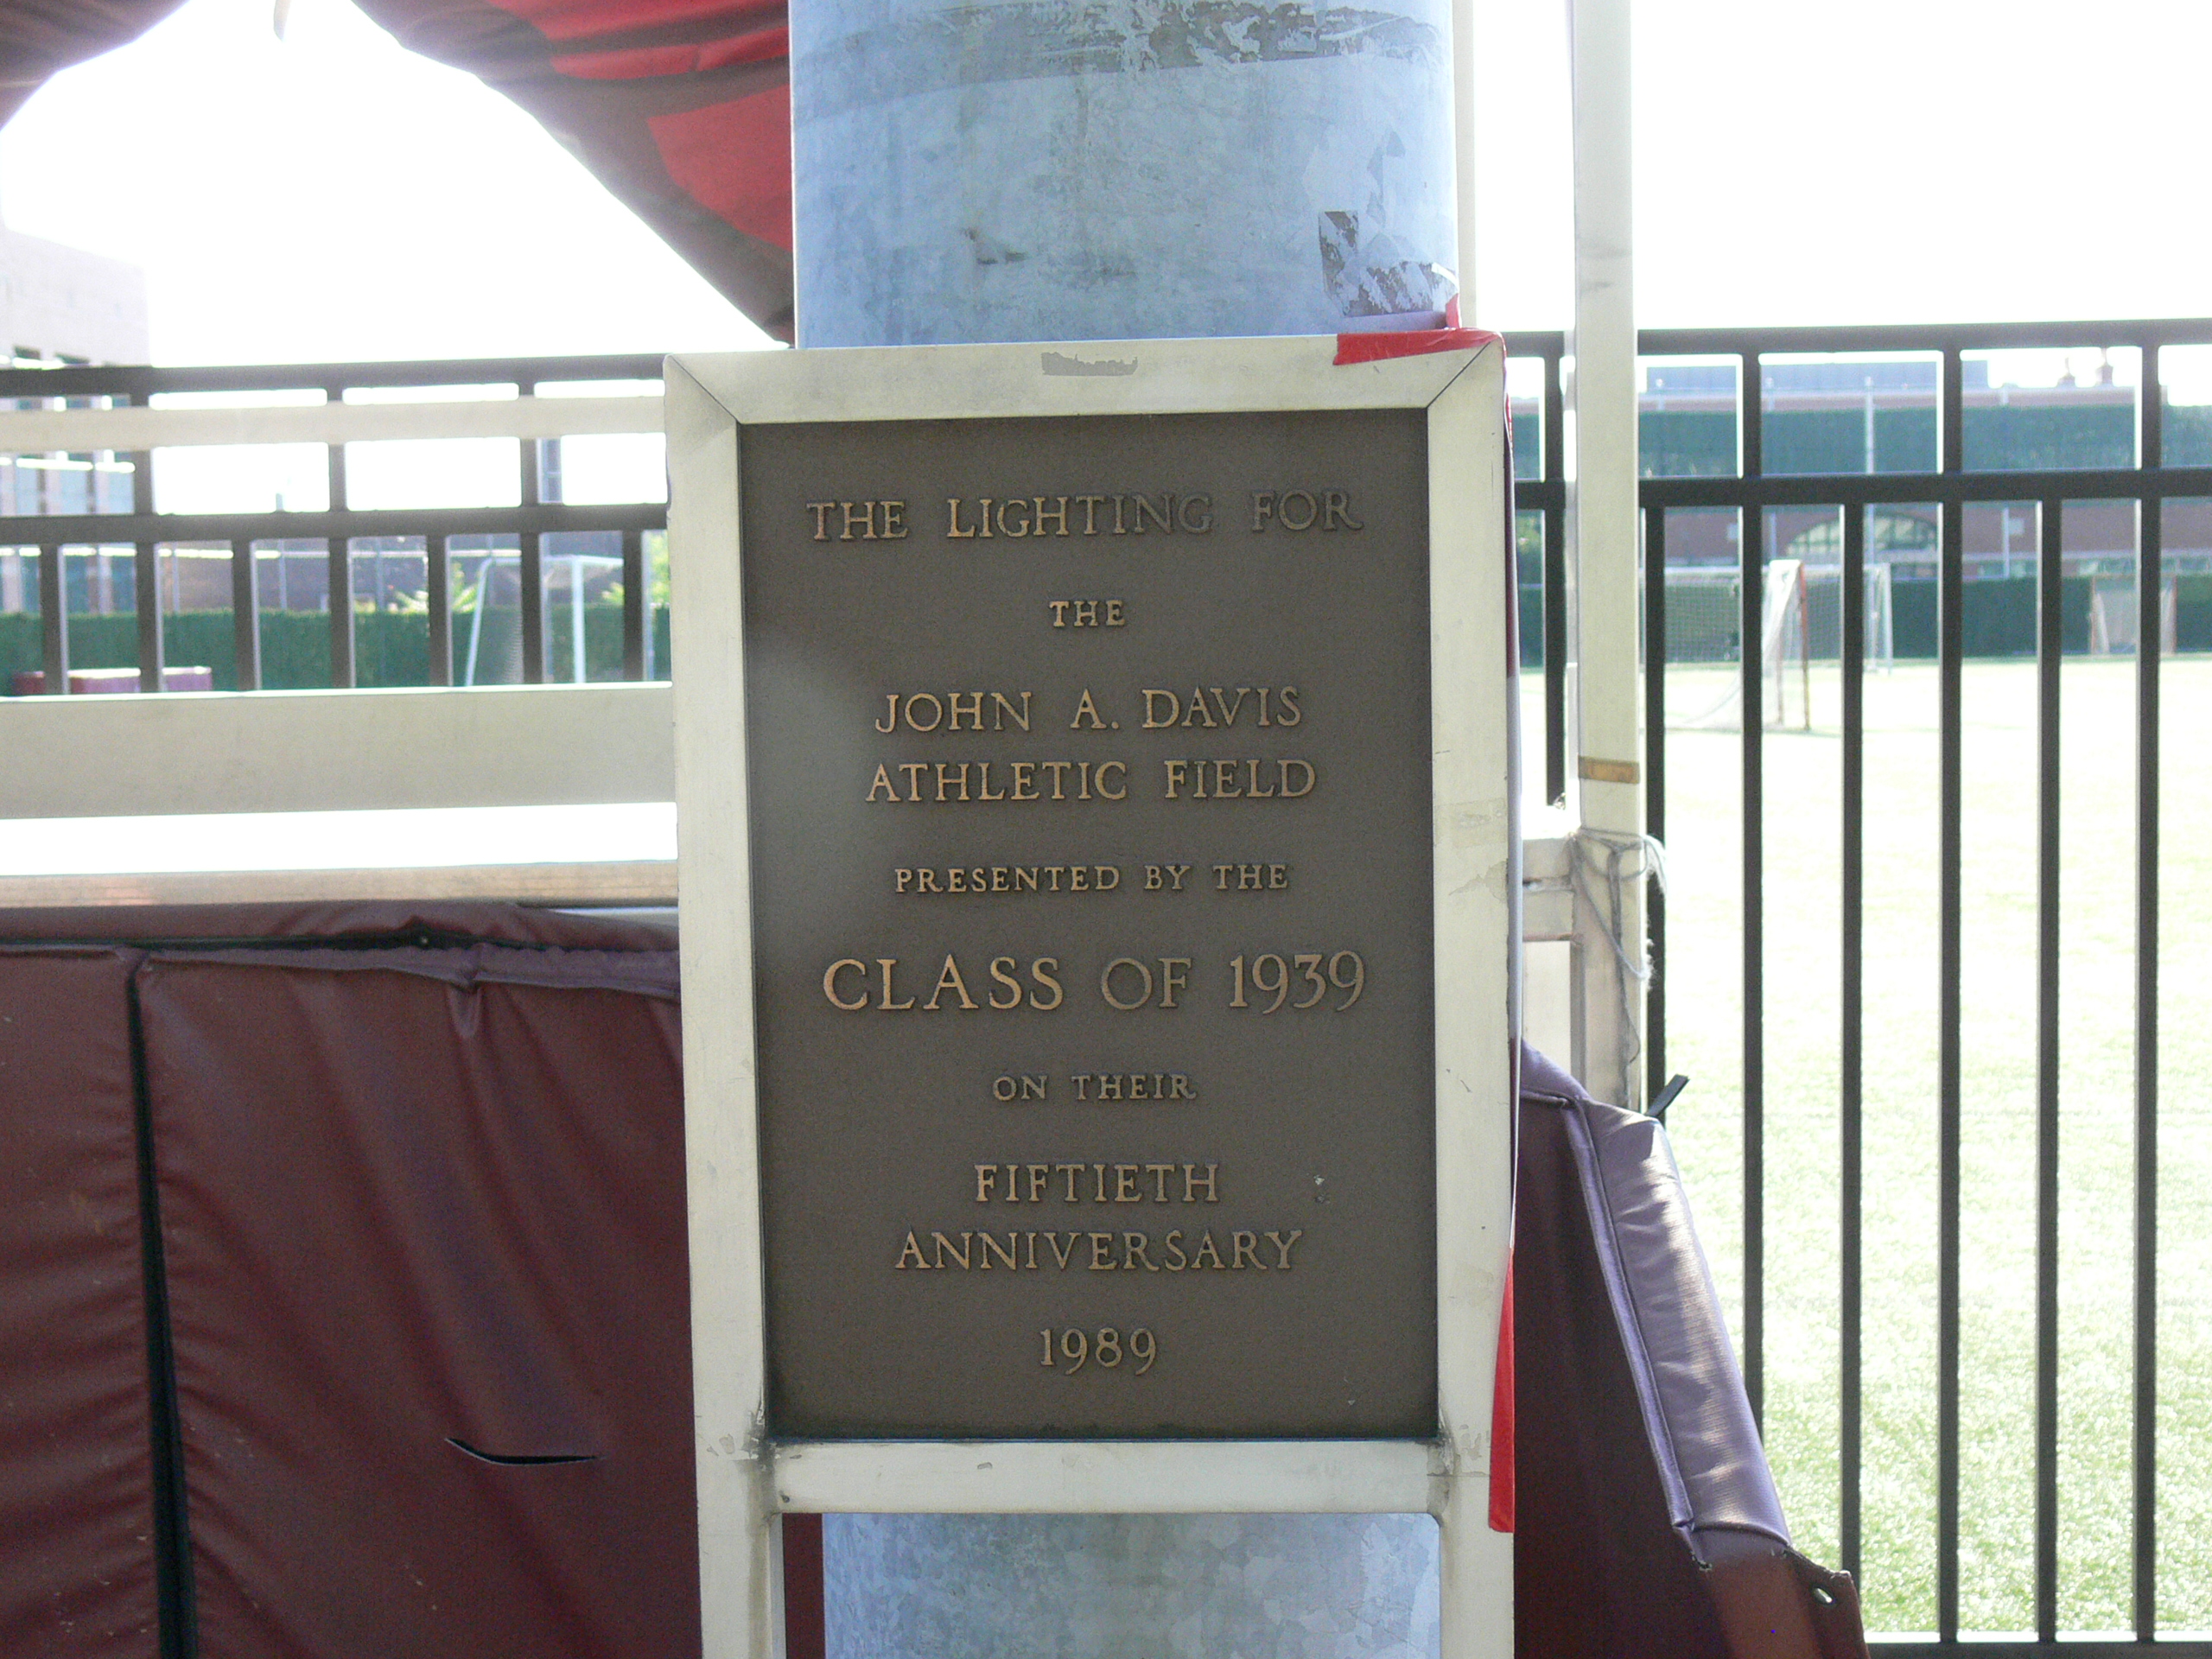 THE LIGHTING FOR
THE
JOHN A. DAVIS
ATHLETIC FIELD
PRESENTED BY THE
CLASS OF 1939
ON THEIR
FIFTIETH
ANNIVERSARY
1989